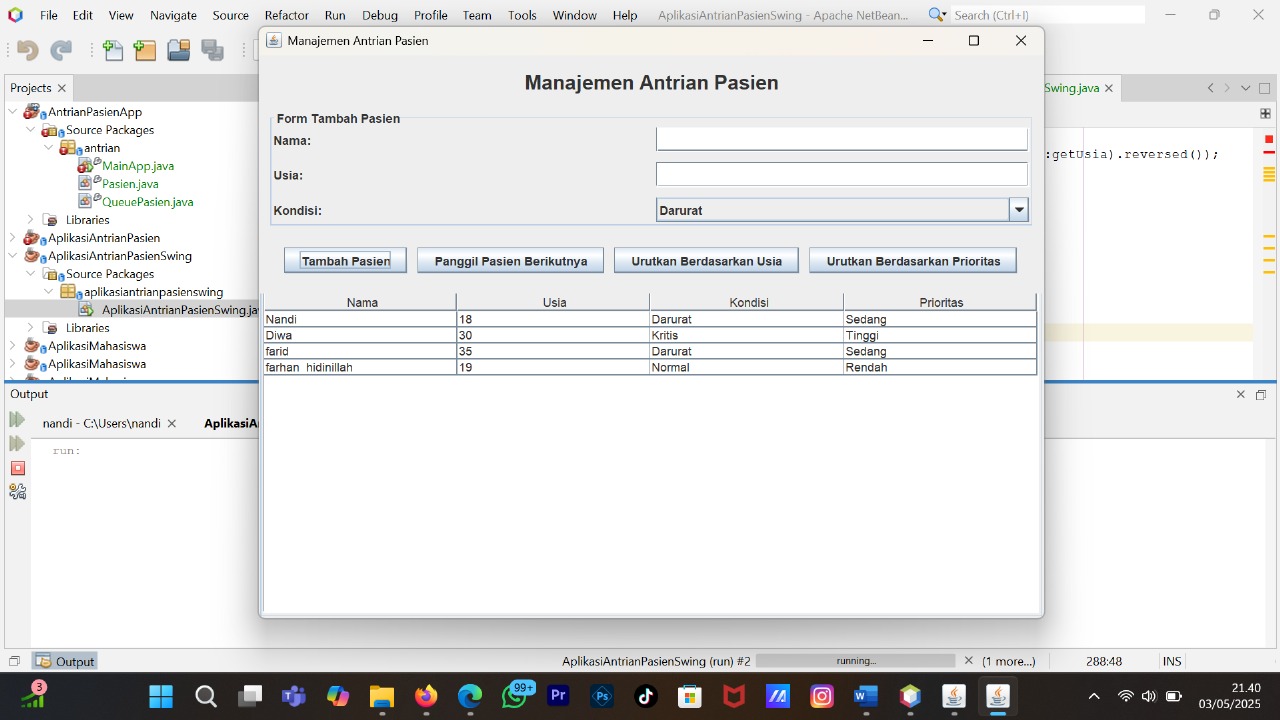 File Edit View Navigate Source Refactor Run Debug Profile Team Tools Window Help AplikasiAntrianPasienSwing - Apache NetBean... Search (Ctrl+I)
Manajemen Antrian Pasien
Projects
Swing.java
Manajemen Antrian Pasien
AntrianPasienApp
Source Packages
antrian
MainApp.java
Pasien.java
QueuePasien.java
Libraries
AplikasiAntrianPasien
AplikasiAntrianPasienSwing
Source Packages
aplikasiantrianpasienswing
AplikasiAntrianPasienSwing.ja
Libraries
AplikasiMahasiswa
AplikasiMahasiswa
Form Tambah Pasien
Nama:
Usia:
Kondisi: Darurat
:getUsia).reversed());
Tambah Pasien Panggil Pasien Berikutnya Urutkan Berdasarkan Usia Urutkan Berdasarkan Prioritas
Nama Usia Kondisi Prioritas
Nandi 18 Darurat Sedang
Diwa 30 Kritis Tinggi
farid 35 Darurat Sedang
farhan hidinillah 19 Normal Rendah
Output
nandi - C:\Users\nandi AplikasiA
run:
Output AplikasiAntrianPasienSwing (run) #2 running... (1 more...) 288:48 INS
3
99+
Pr
Ps
21.40
03/05/2025